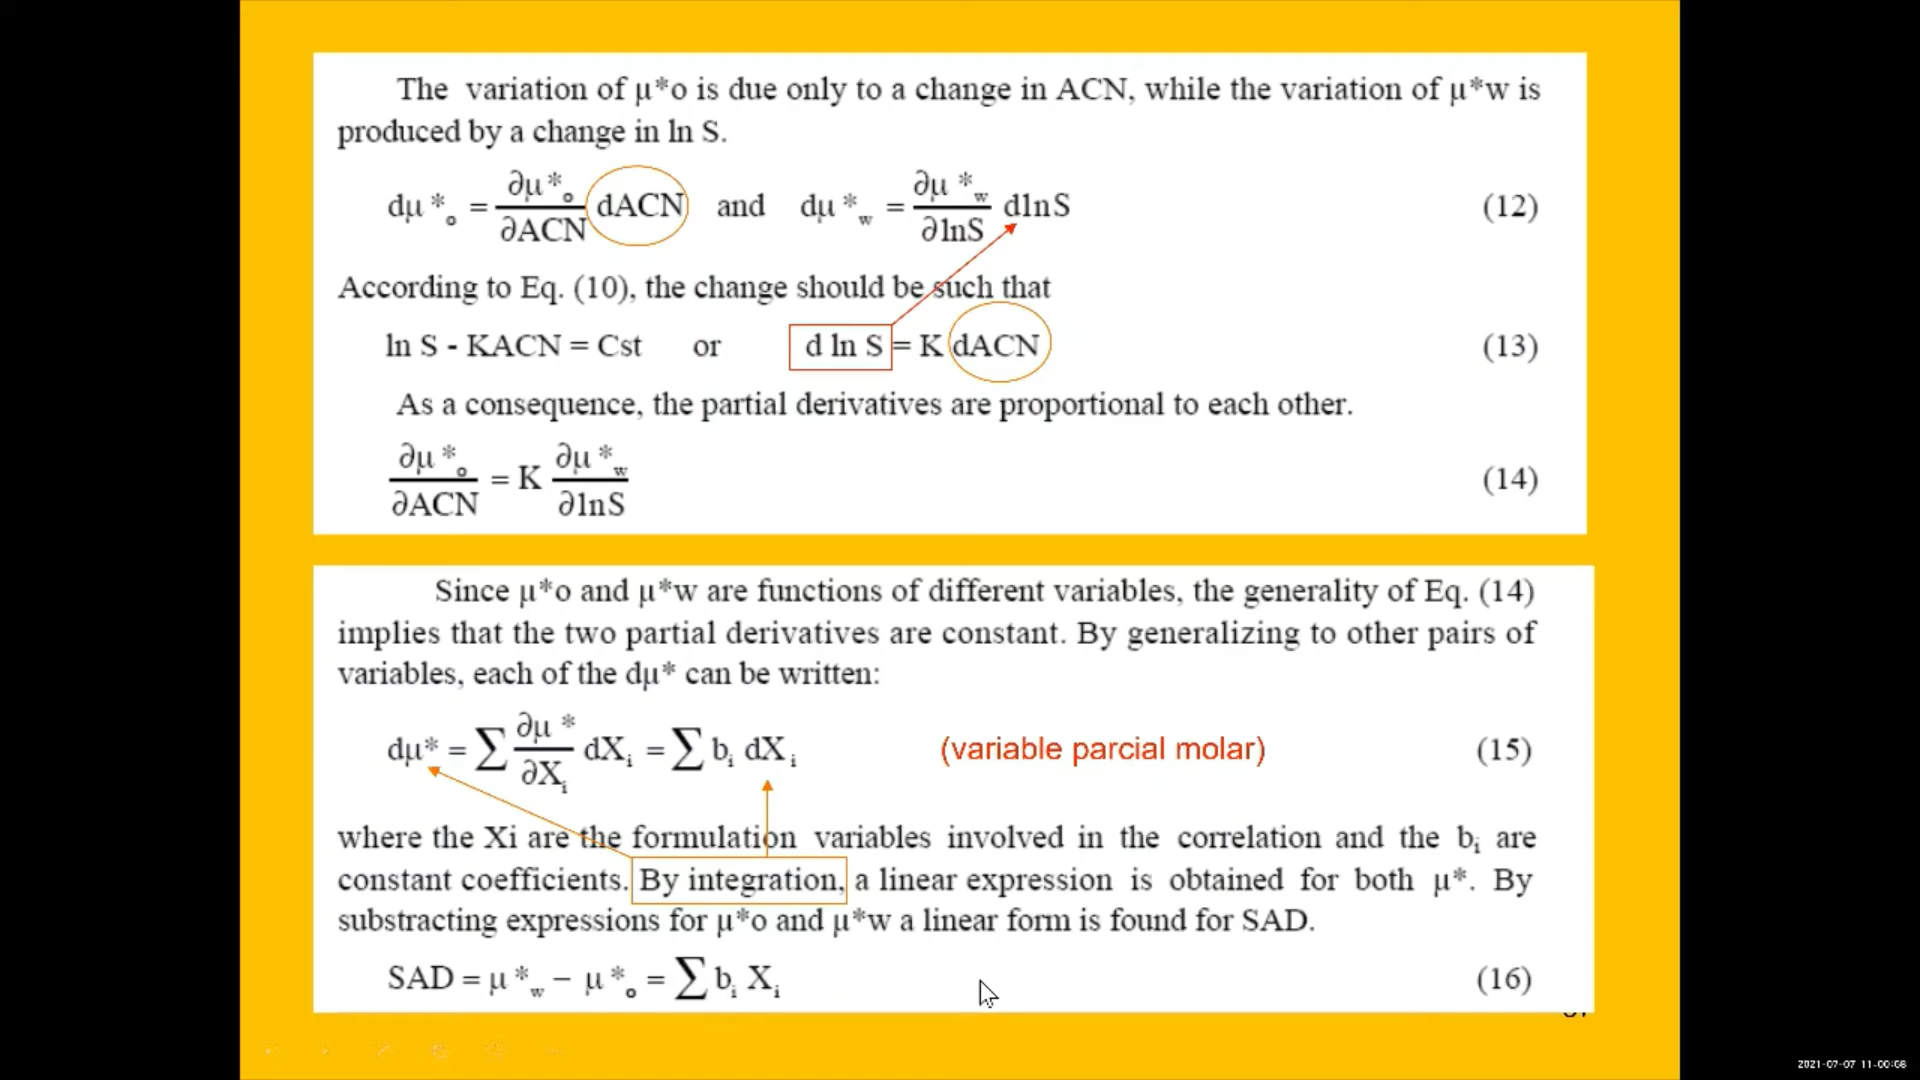 The variation of µ*o is due only to a change in ACN, while the variation of µ*w is
produced by a change in ln S.
dµ*o = ∂µ*o/∂ACN dACN and dµ*w = ∂µ*w/∂lnS dlnS (12)
According to Eq. (10), the change should be such that
ln S - KACN = Cst or d ln S = K dACN (13)
As a consequence, the partial derivatives are proportional to each other.
∂µ*o/∂ACN = K ∂µ*w/∂lnS (14)
Since µ*o and µ*w are functions of different variables, the generality of Eq. (14)
implies that the two partial derivatives are constant. By generalizing to other pairs of
variables, each of the dµ* can be written:
dµ* = ∑ ∂µ*/∂Xi dXi = ∑ bi dXi (variable parcial molar) (15)
where the Xi are the formulation variables involved in the correlation and the bi are
constant coefficients. By integration, a linear expression is obtained for both µ*. By
substracting expressions for µ*o and µ*w a linear form is found for SAD.
SAD = µ*w − µ*o = ∑ bi Xi (16)